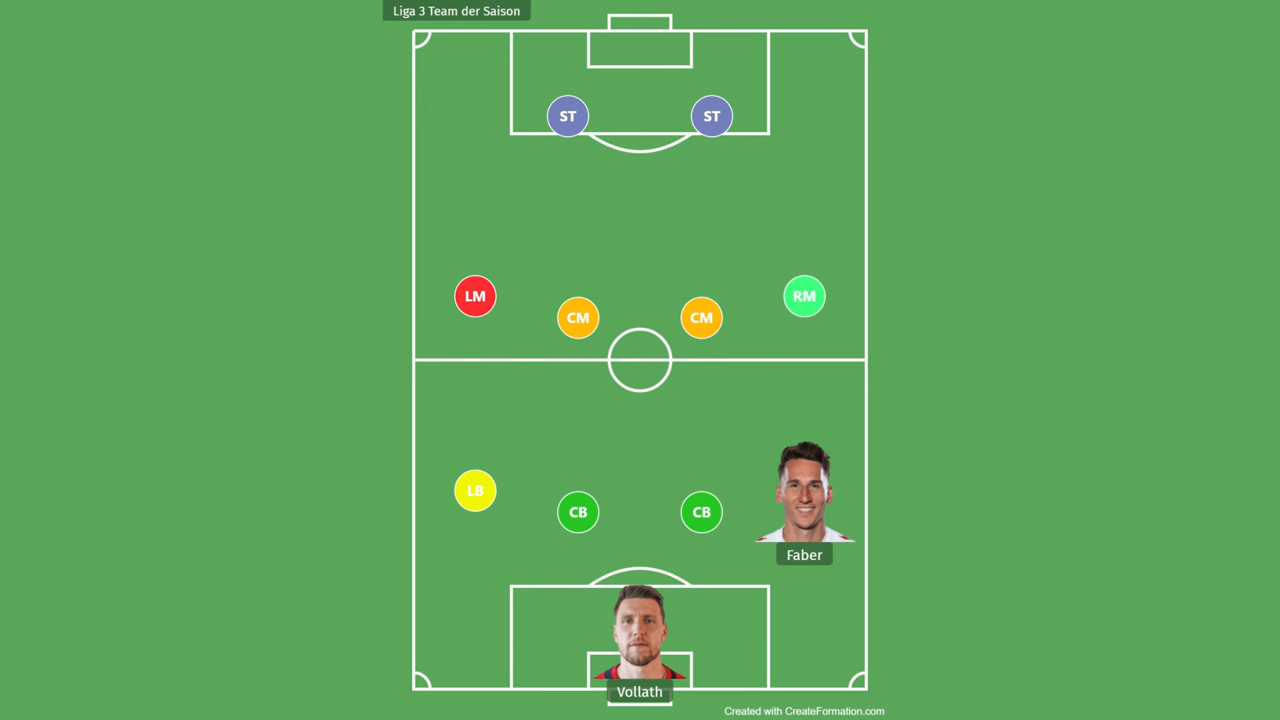 Liga 3 Team der Saison
ST
ST
LM
CM
CM
RM
LB
CB
CB
Faber
Vollath
Created with CreateFormation.com